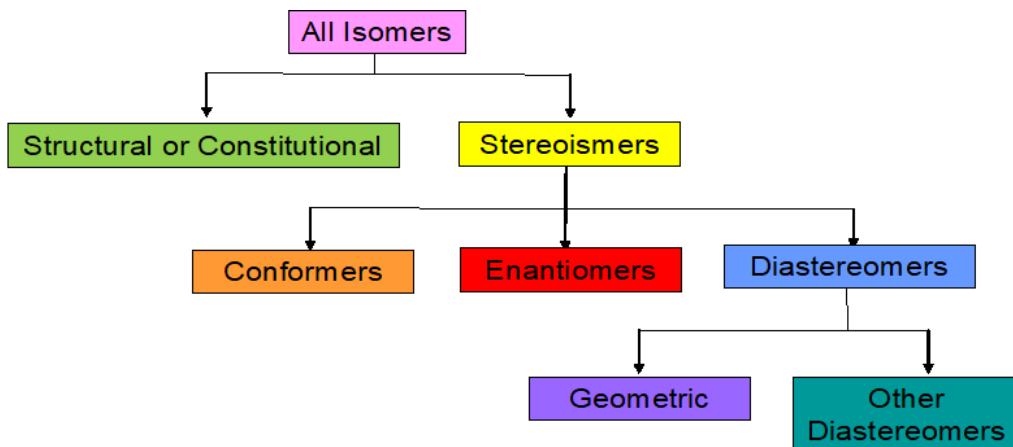 All Isomers
Structural or Constitutional
Stereoismers
Conformers
Enantiomers
Diastereomers
Geometric
Other
Diastereomers